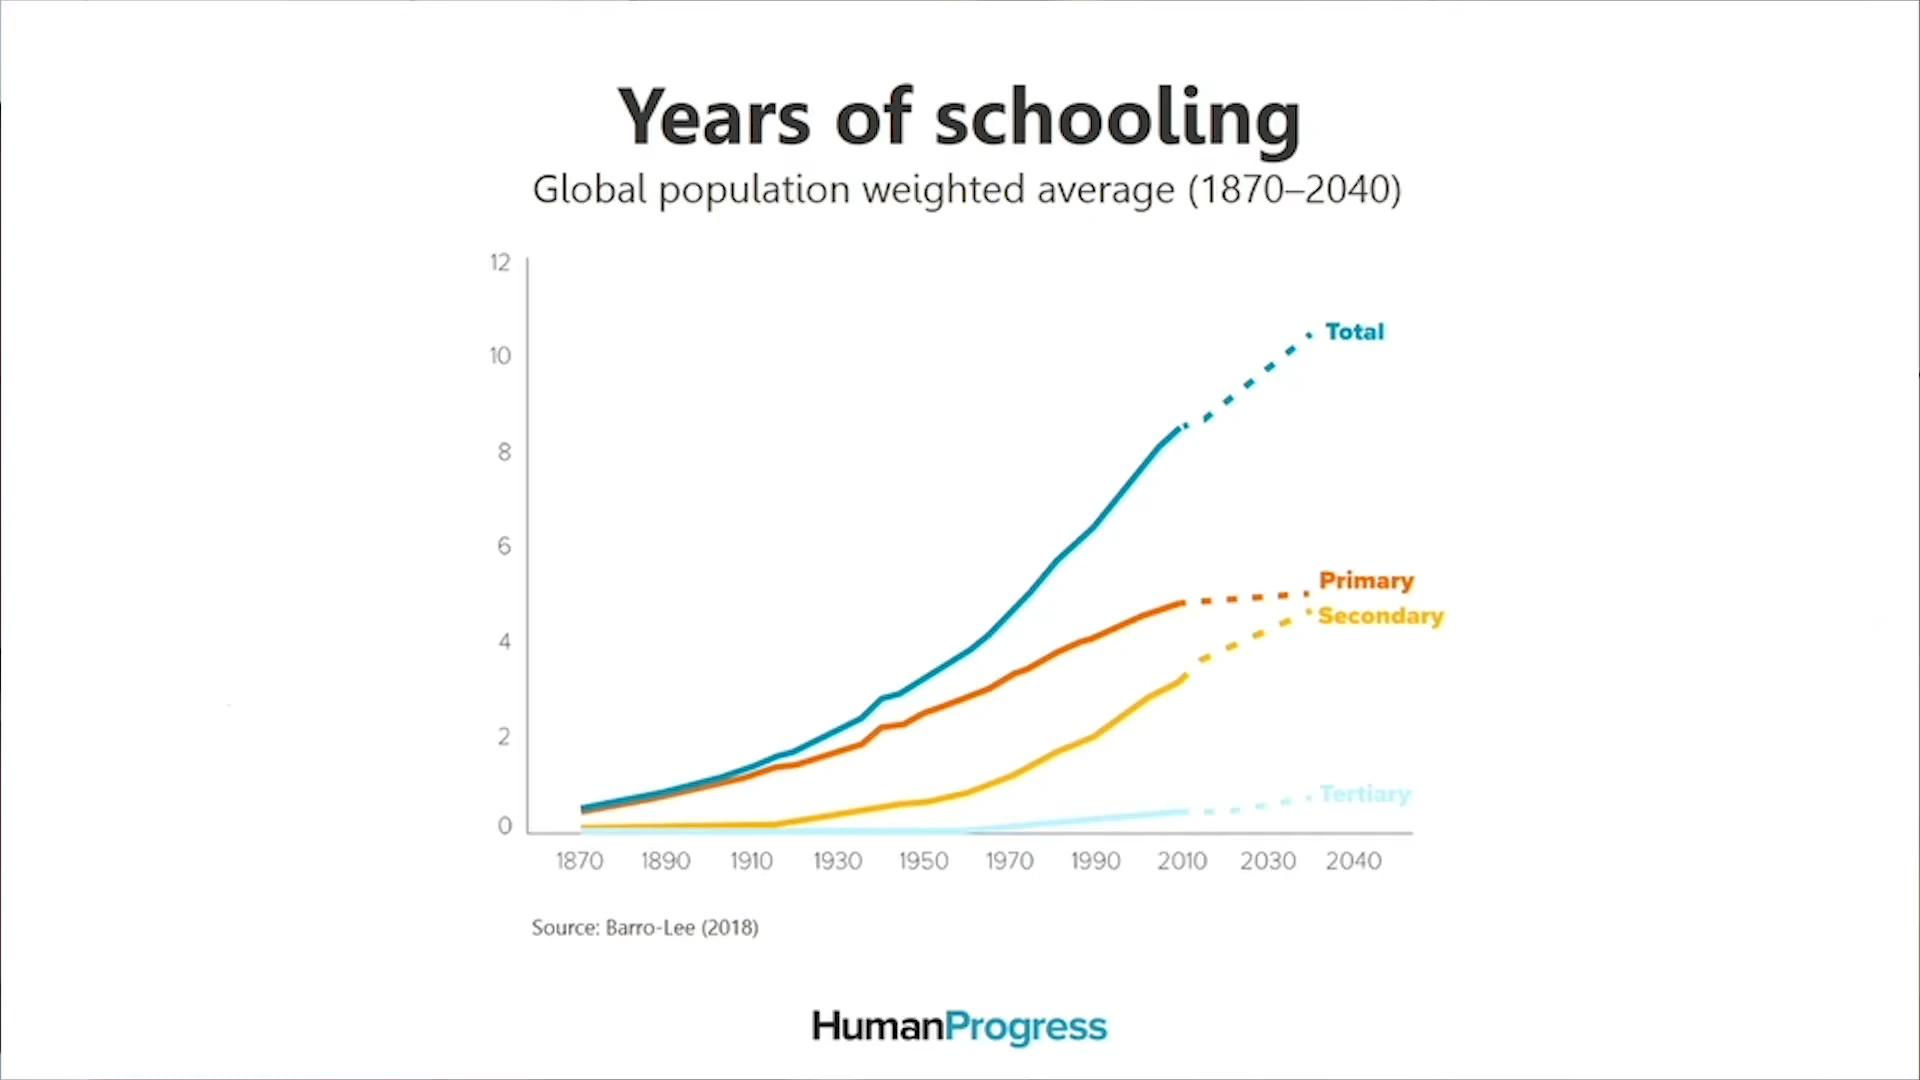 Years of schooling
Global population weighted average (1870–2040)
12
10
8
6
4
2
0
Total
Primary
Secondary
Tertiary
1870 1890 1910 1930 1950 1970 1990 2010 2030 2040
Source: Barro-Lee (2018)
HumanProgress